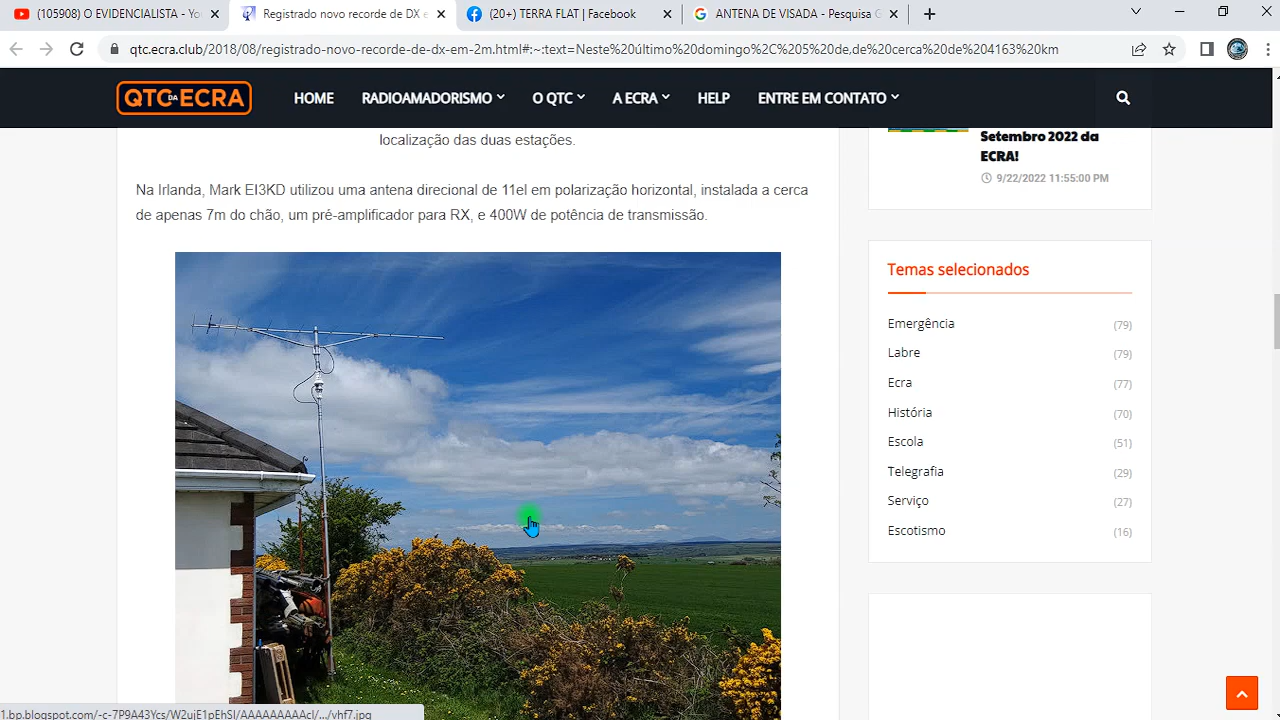 (105908) O EVIDENCIALISTA - Yo
Registrado novo recorde de DX e
(20+) TERRA FLAT | Facebook
ANTENA DE VISADA - Pesquisa G
qtc.ecra.club/2018/08/registrado-novo-recorde-de-dx-em-2m.html#:~:text=Neste%20último%20domingo%2C%205%20de,de%20cerca%20de%204163%20km
QTC DA ECRA
HOME
RADIOAMADORISMO
O QTC
A ECRA
HELP
ENTRE EM CONTATO
localização das duas estações.
Na Irlanda, Mark EI3KD utilizou uma antena direcional de 11el em polarização horizontal, instalada a cerca
de apenas 7m do chão, um pré-amplificador para RX, e 400W de potência de transmissão.
Setembro 2022 da
ECRA!
9/22/2022 11:55:00 PM
Temas selecionados
Emergência (79)
Labre (79)
Ecra (77)
História (70)
Escola (51)
Telegrafia (29)
Serviço (27)
Escotismo (16)
1.bp.blogspot.com/-c-7P9A43Ycs/W2ujE1pEhSI/AAAAAAAAAcI/.../vhf7.jpg